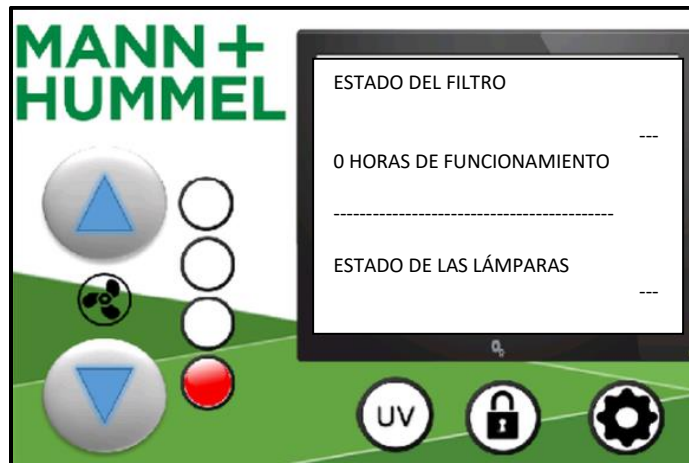 MANN+
HUMMEL
ESTADO DEL FILTRO
---
0 HORAS DE FUNCIONAMIENTO
-------------------------------------------
ESTADO DE LAS LÁMPARAS
---
UV